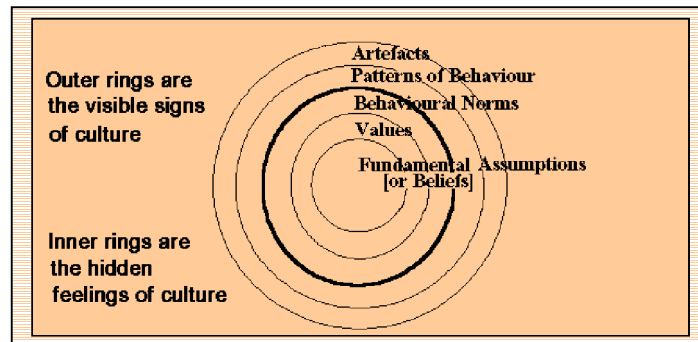 Artefacts
Patterns of Behaviour
Behavioural Norms
Values
Fundamental Assumptions
[or Beliefs]
Outer rings are
the visible signs
of culture
Inner rings are
the hidden
feelings of culture